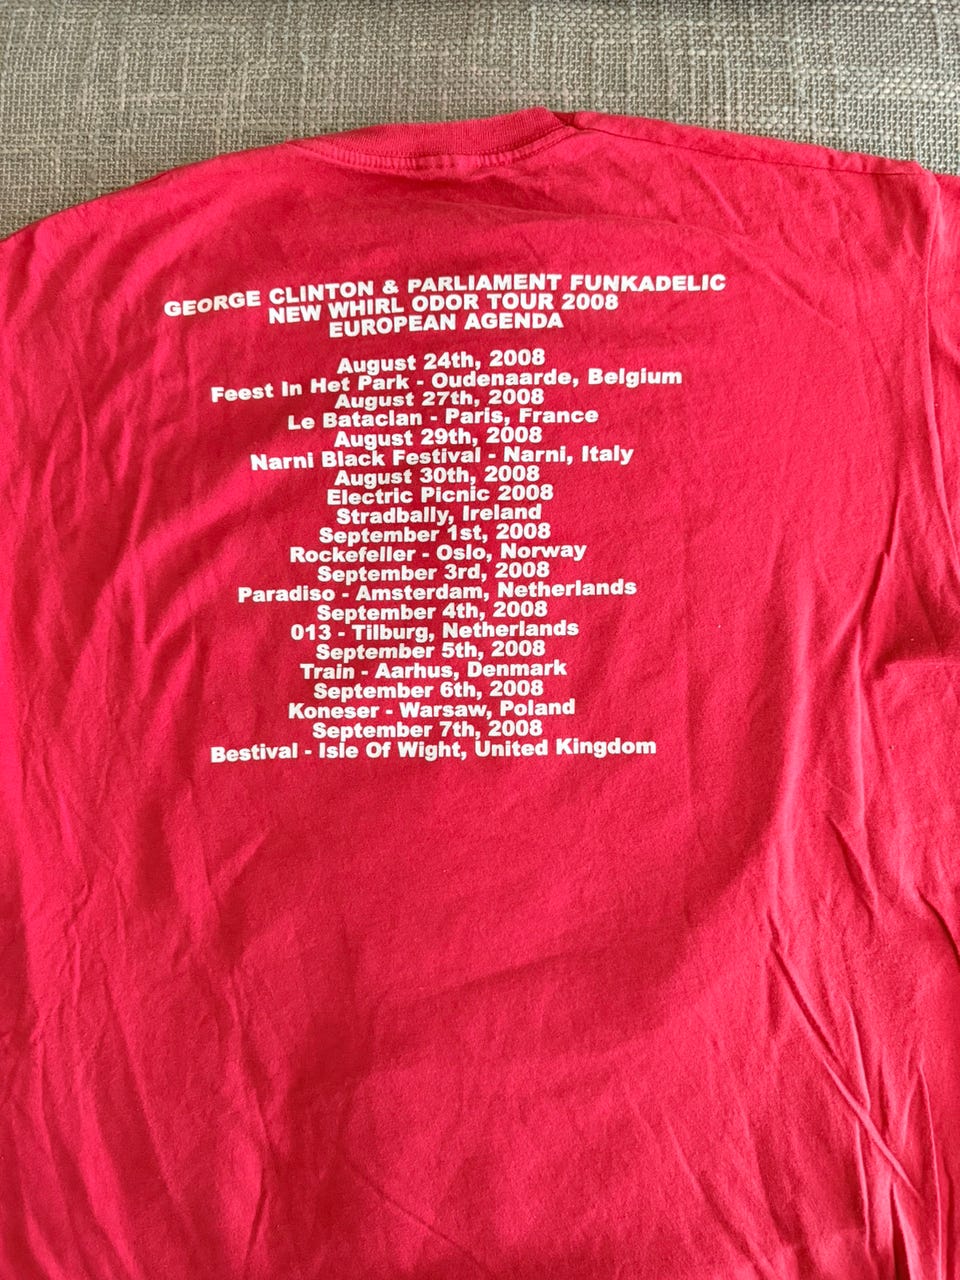 GEORGE CLINTON & PARLIAMENT FUNKADELIC
NEW WHIRL ODOR TOUR 2008
EUROPEAN AGENDA
August 24th, 2008
Feest In Het Park - Oudenaarde, Belgium
August 27th, 2008
Le Bataclan - Paris, France
August 29th, 2008
Narni Black Festival - Narni, Italy
August 30th, 2008
Electric Picnic 2008
Stradbally, Ireland
September 1st, 2008
Rockefeller - Oslo, Norway
September 3rd, 2008
Paradiso - Amsterdam, Netherlands
September 4th, 2008
013 - Tilburg, Netherlands
September 5th, 2008
Train - Aarhus, Denmark
September 6th, 2008
Koneser - Warsaw, Poland
September 7th, 2008
Bestival - Isle Of Wight, United Kingdom